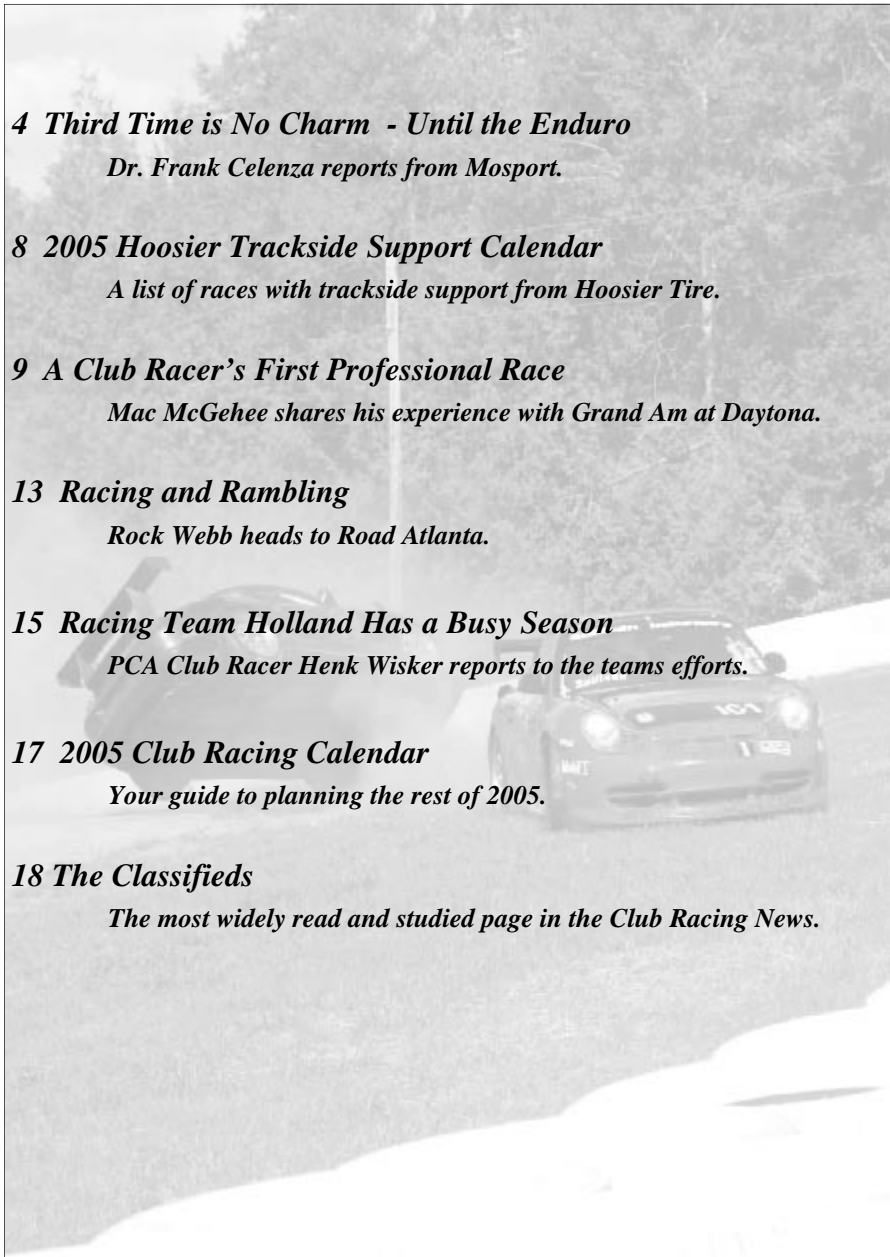 4 Third Time is No Charm - Until the Enduro
Dr. Frank Celenza reports from Mosport.
8 2005 Hoosier Trackside Support Calendar
A list of races with trackside support from Hoosier Tire.
9 A Club Racer's First Professional Race
Mac McGehee shares his experience with Grand Am at Daytona.
13 Racing and Rambling
Rock Webb heads to Road Atlanta.
15 Racing Team Holland Has a Busy Season
PCA Club Racer Henk Wisker reports to the teams efforts.
17 2005 Club Racing Calendar
Your guide to planning the rest of 2005.
18 The Classifieds
The most widely read and studied page in the Club Racing News.